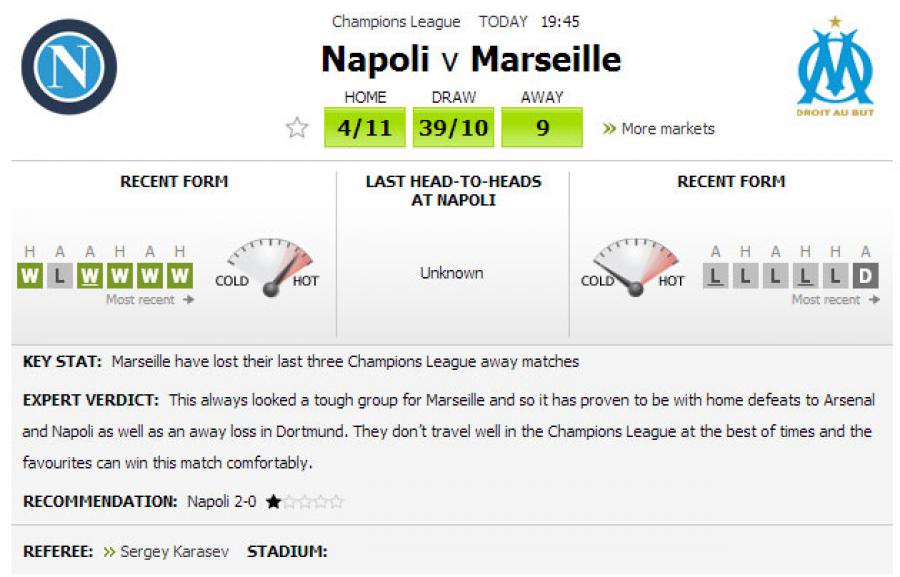 Champions League TODAY 19:45
N
Napoli v Marseille
DROIT AU BUT
HOME DRAW AWAY
4/11 39/10 9 More markets
RECENT FORM
LAST HEAD-TO-HEADS
AT NAPOLI
RECENT FORM
H A A H A H
W L W W W W
Most recent
COLD HOT
Unknown
COLD HOT
A H A H H A
L L L L L D
Most recent
KEY STAT: Marseille have lost their last three Champions League away matches
EXPERT VERDICT: This always looked a tough group for Marseille and so it has proven to be with home defeats to Arsenal
and Napoli as well as an away loss in Dortmund. They don't travel well in the Champions League at the best of times and the
favourites can win this match comfortably.
RECOMMENDATION: Napoli 2-0
REFEREE: Sergey Karasev STADIUM: